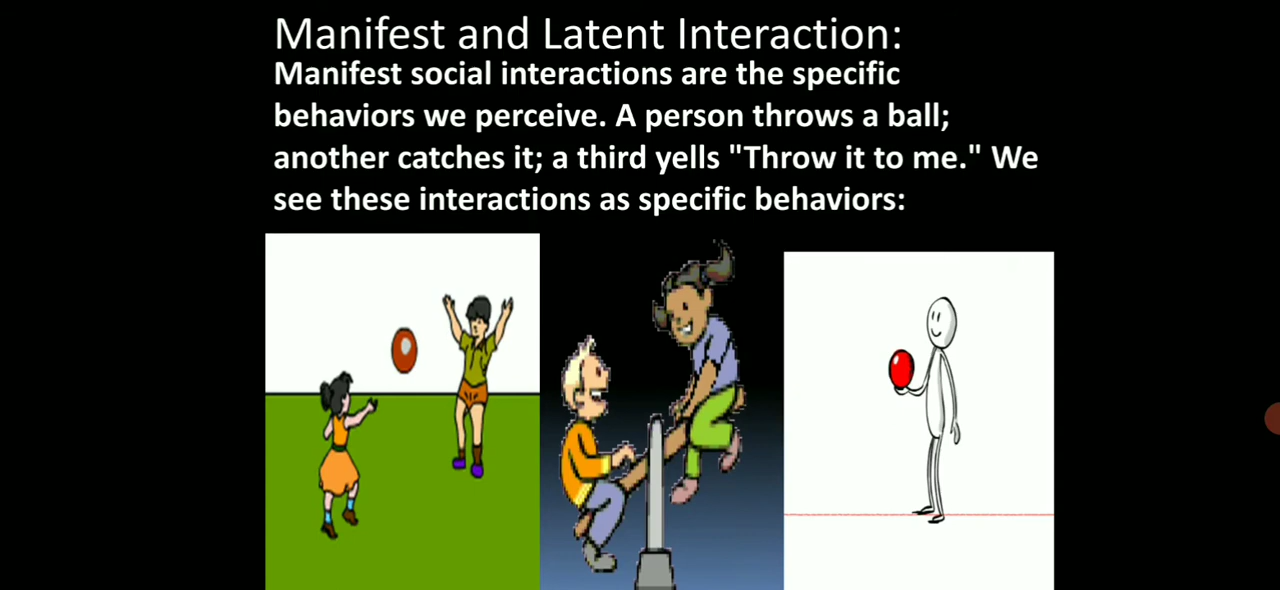 Manifest and Latent Interaction:
Manifest social interactions are the specific
behaviors we perceive. A person throws a ball;
another catches it; a third yells "Throw it to me." We
see these interactions as specific behaviors: